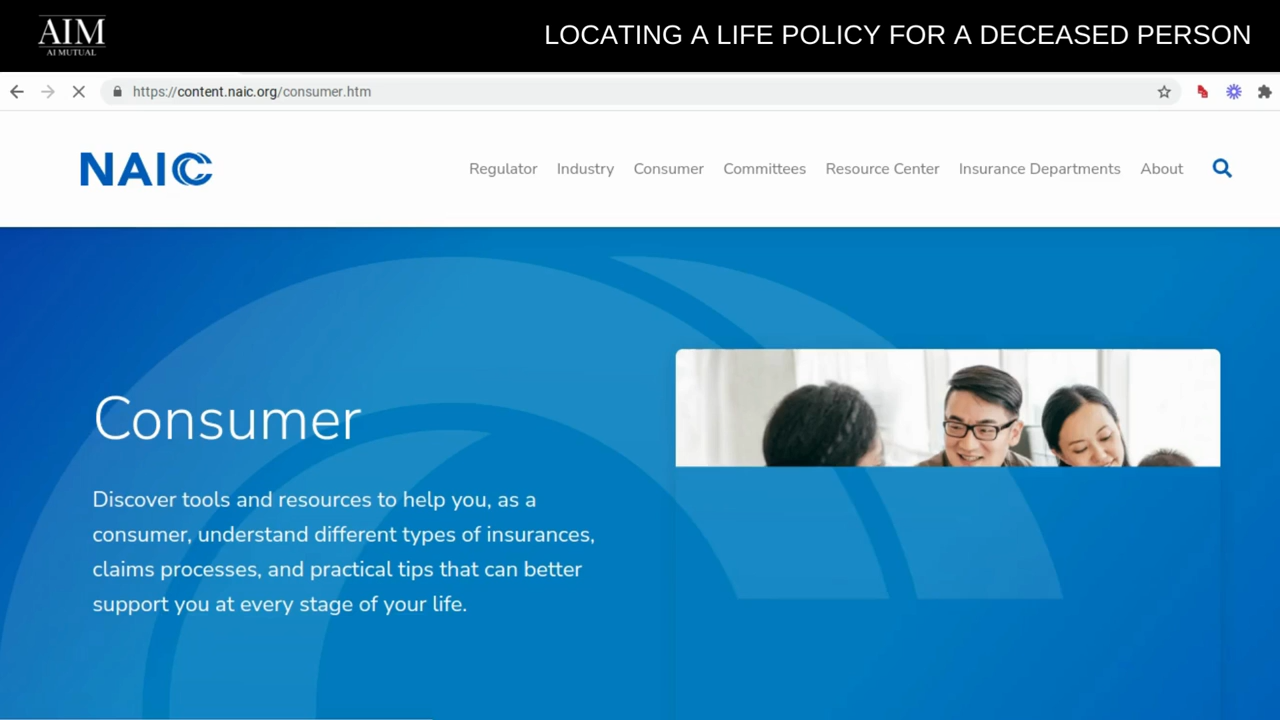 AIM
AI MUTUAL
LOCATING A LIFE POLICY FOR A DECEASED PERSON
https://content.naic.org/consumer.htm
NAIC
Regulator Industry Consumer Committees Resource Center Insurance Departments About
Consumer
Discover tools and resources to help you, as a
consumer, understand different types of insurances,
claims processes, and practical tips that can better
support you at every stage of your life.